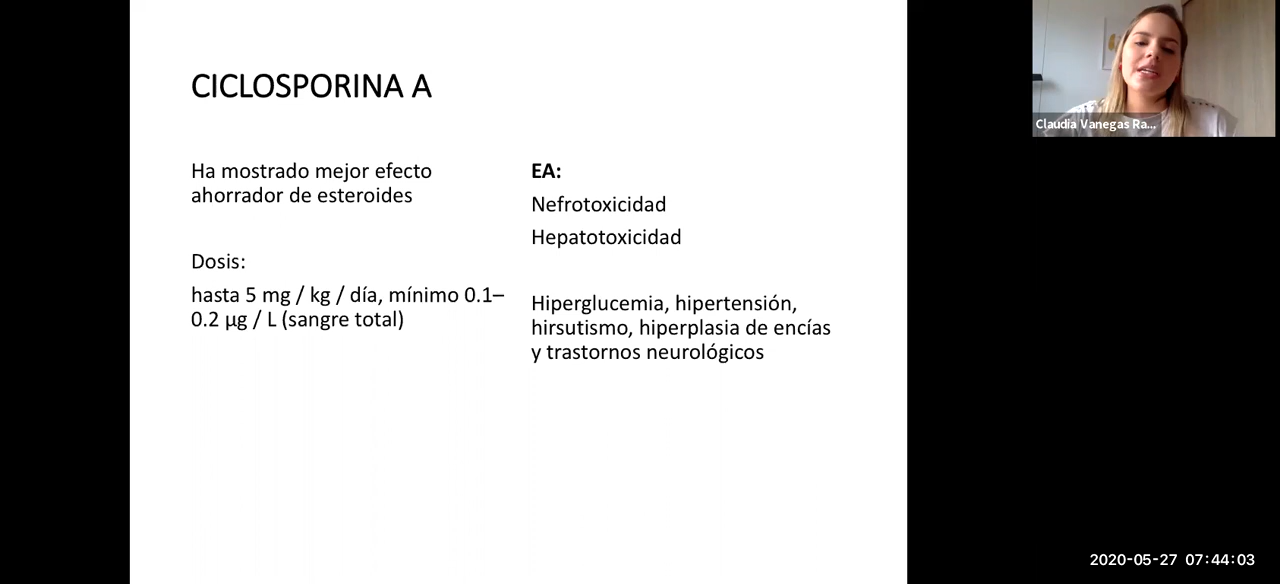 CICLOSPORINA A
Ha mostrado mejor efecto
ahorrador de esteroides
Dosis:
hasta 5 mg / kg / día, mínimo 0.1–
0.2 µg / L (sangre total)
EA:
Nefrotoxicidad
Hepatotoxicidad
Hiperglucemia, hipertensión,
hirsutismo, hiperplasia de encías
y trastornos neurológicos
Claudia Vanegas Ra...
2020-05-27 07:44:03